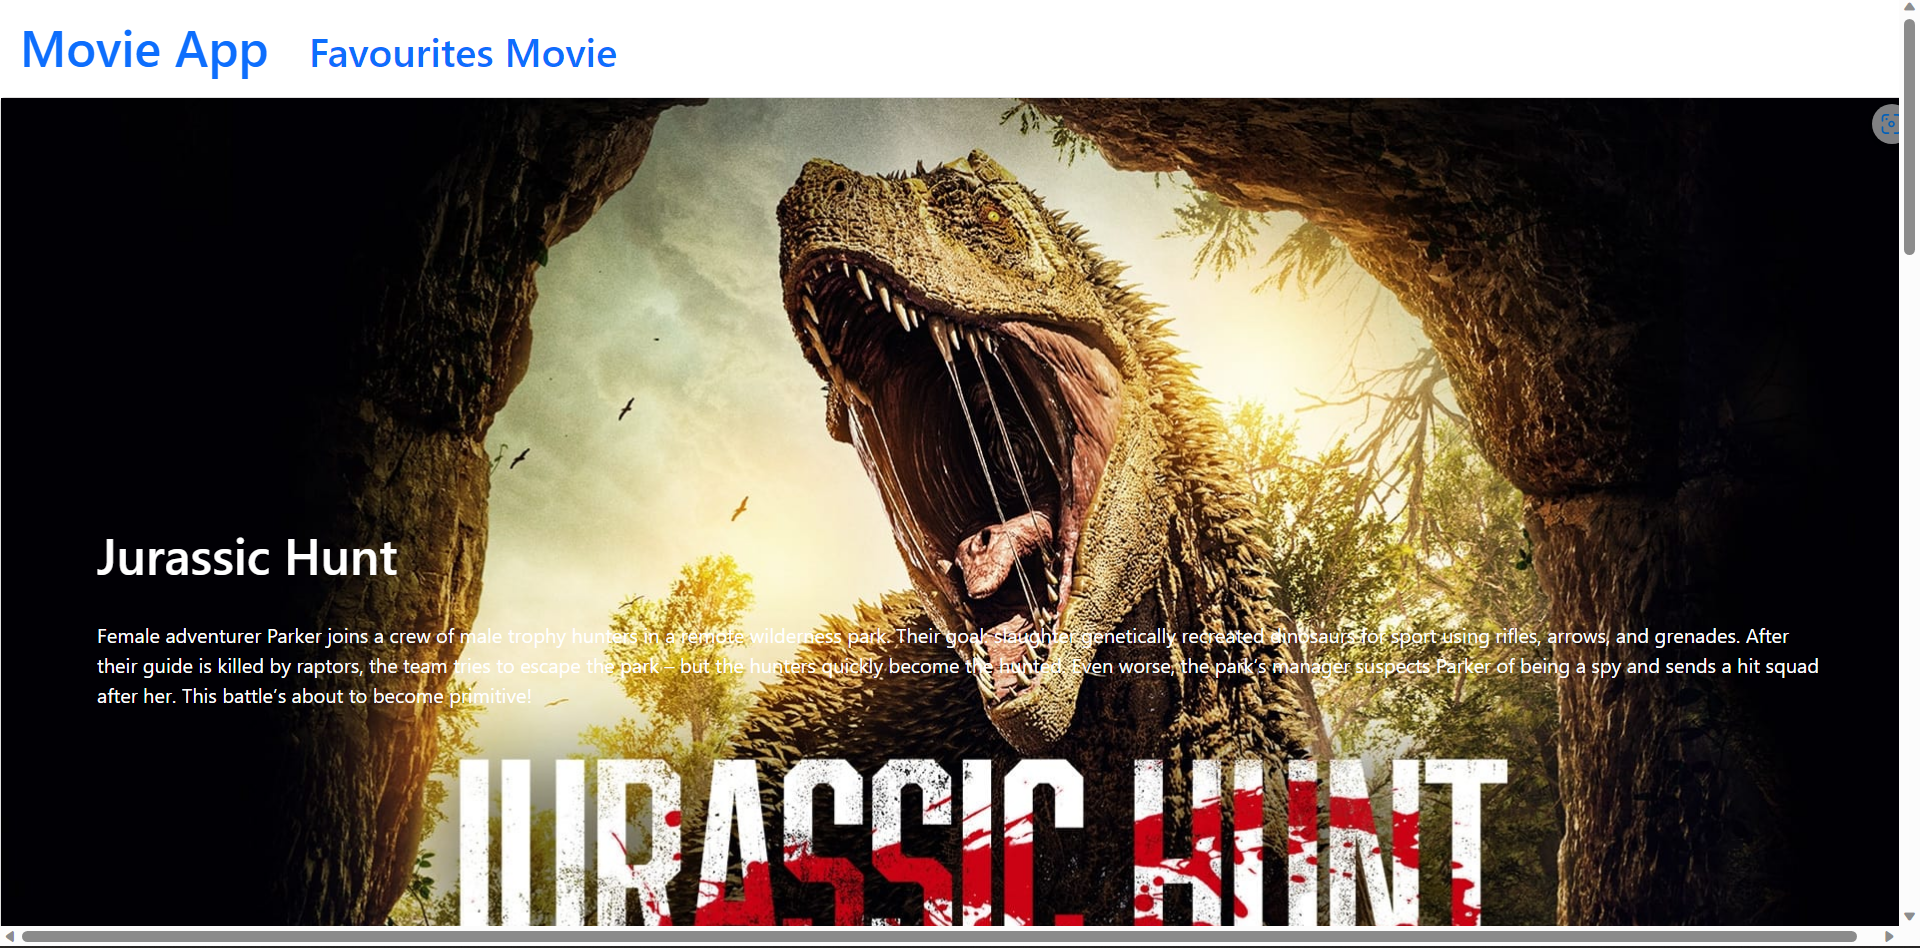 Movie App Favourites Movie
Jurassic Hunt
Female adventurer Parker joins a crew of male trophy hunters in a remote wilderness park. Their goal: slaughter genetically recreated dinosaurs for sport using rifles, arrows, and grenades. After
their guide is killed by raptors, the team tries to escape the park – but the hunters quickly become the hunted. Even worse, the park’s manager suspects Parker of being a spy and sends a hit squad
after her. This battle’s about to become primitive!
JURASSIC HUNT